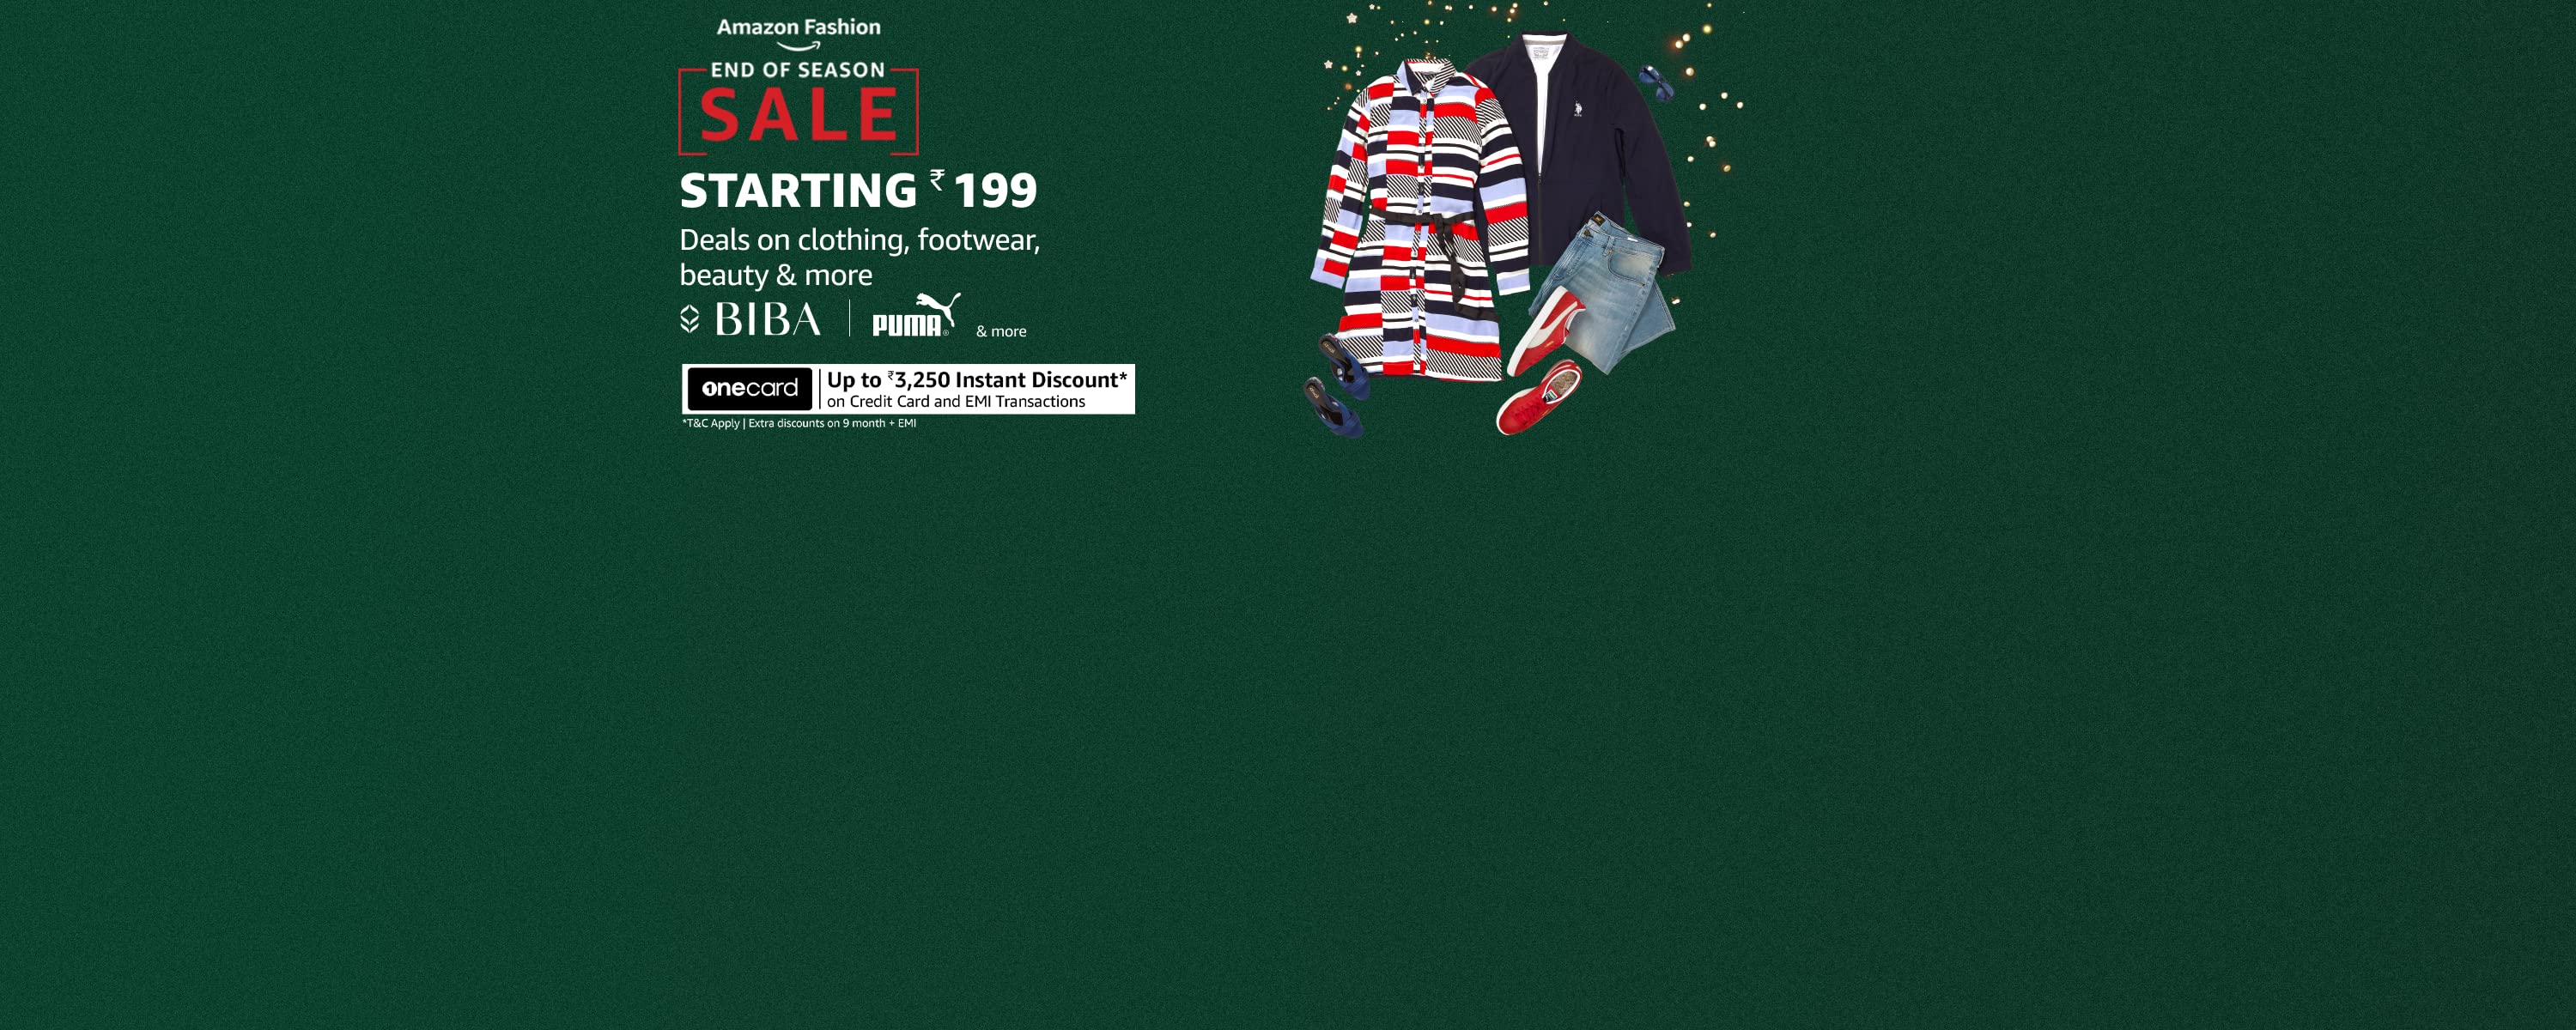 Amazon Fashion
END OF SEASON
SALE
STARTING ₹199
Deals on clothing, footwear,
beauty & more
BIBA | PUMA® & more
onecard | Up to ₹3,250 Instant Discount*
on Credit Card and EMI Transactions
*T&C Apply | Extra discounts on 9 month + EMI